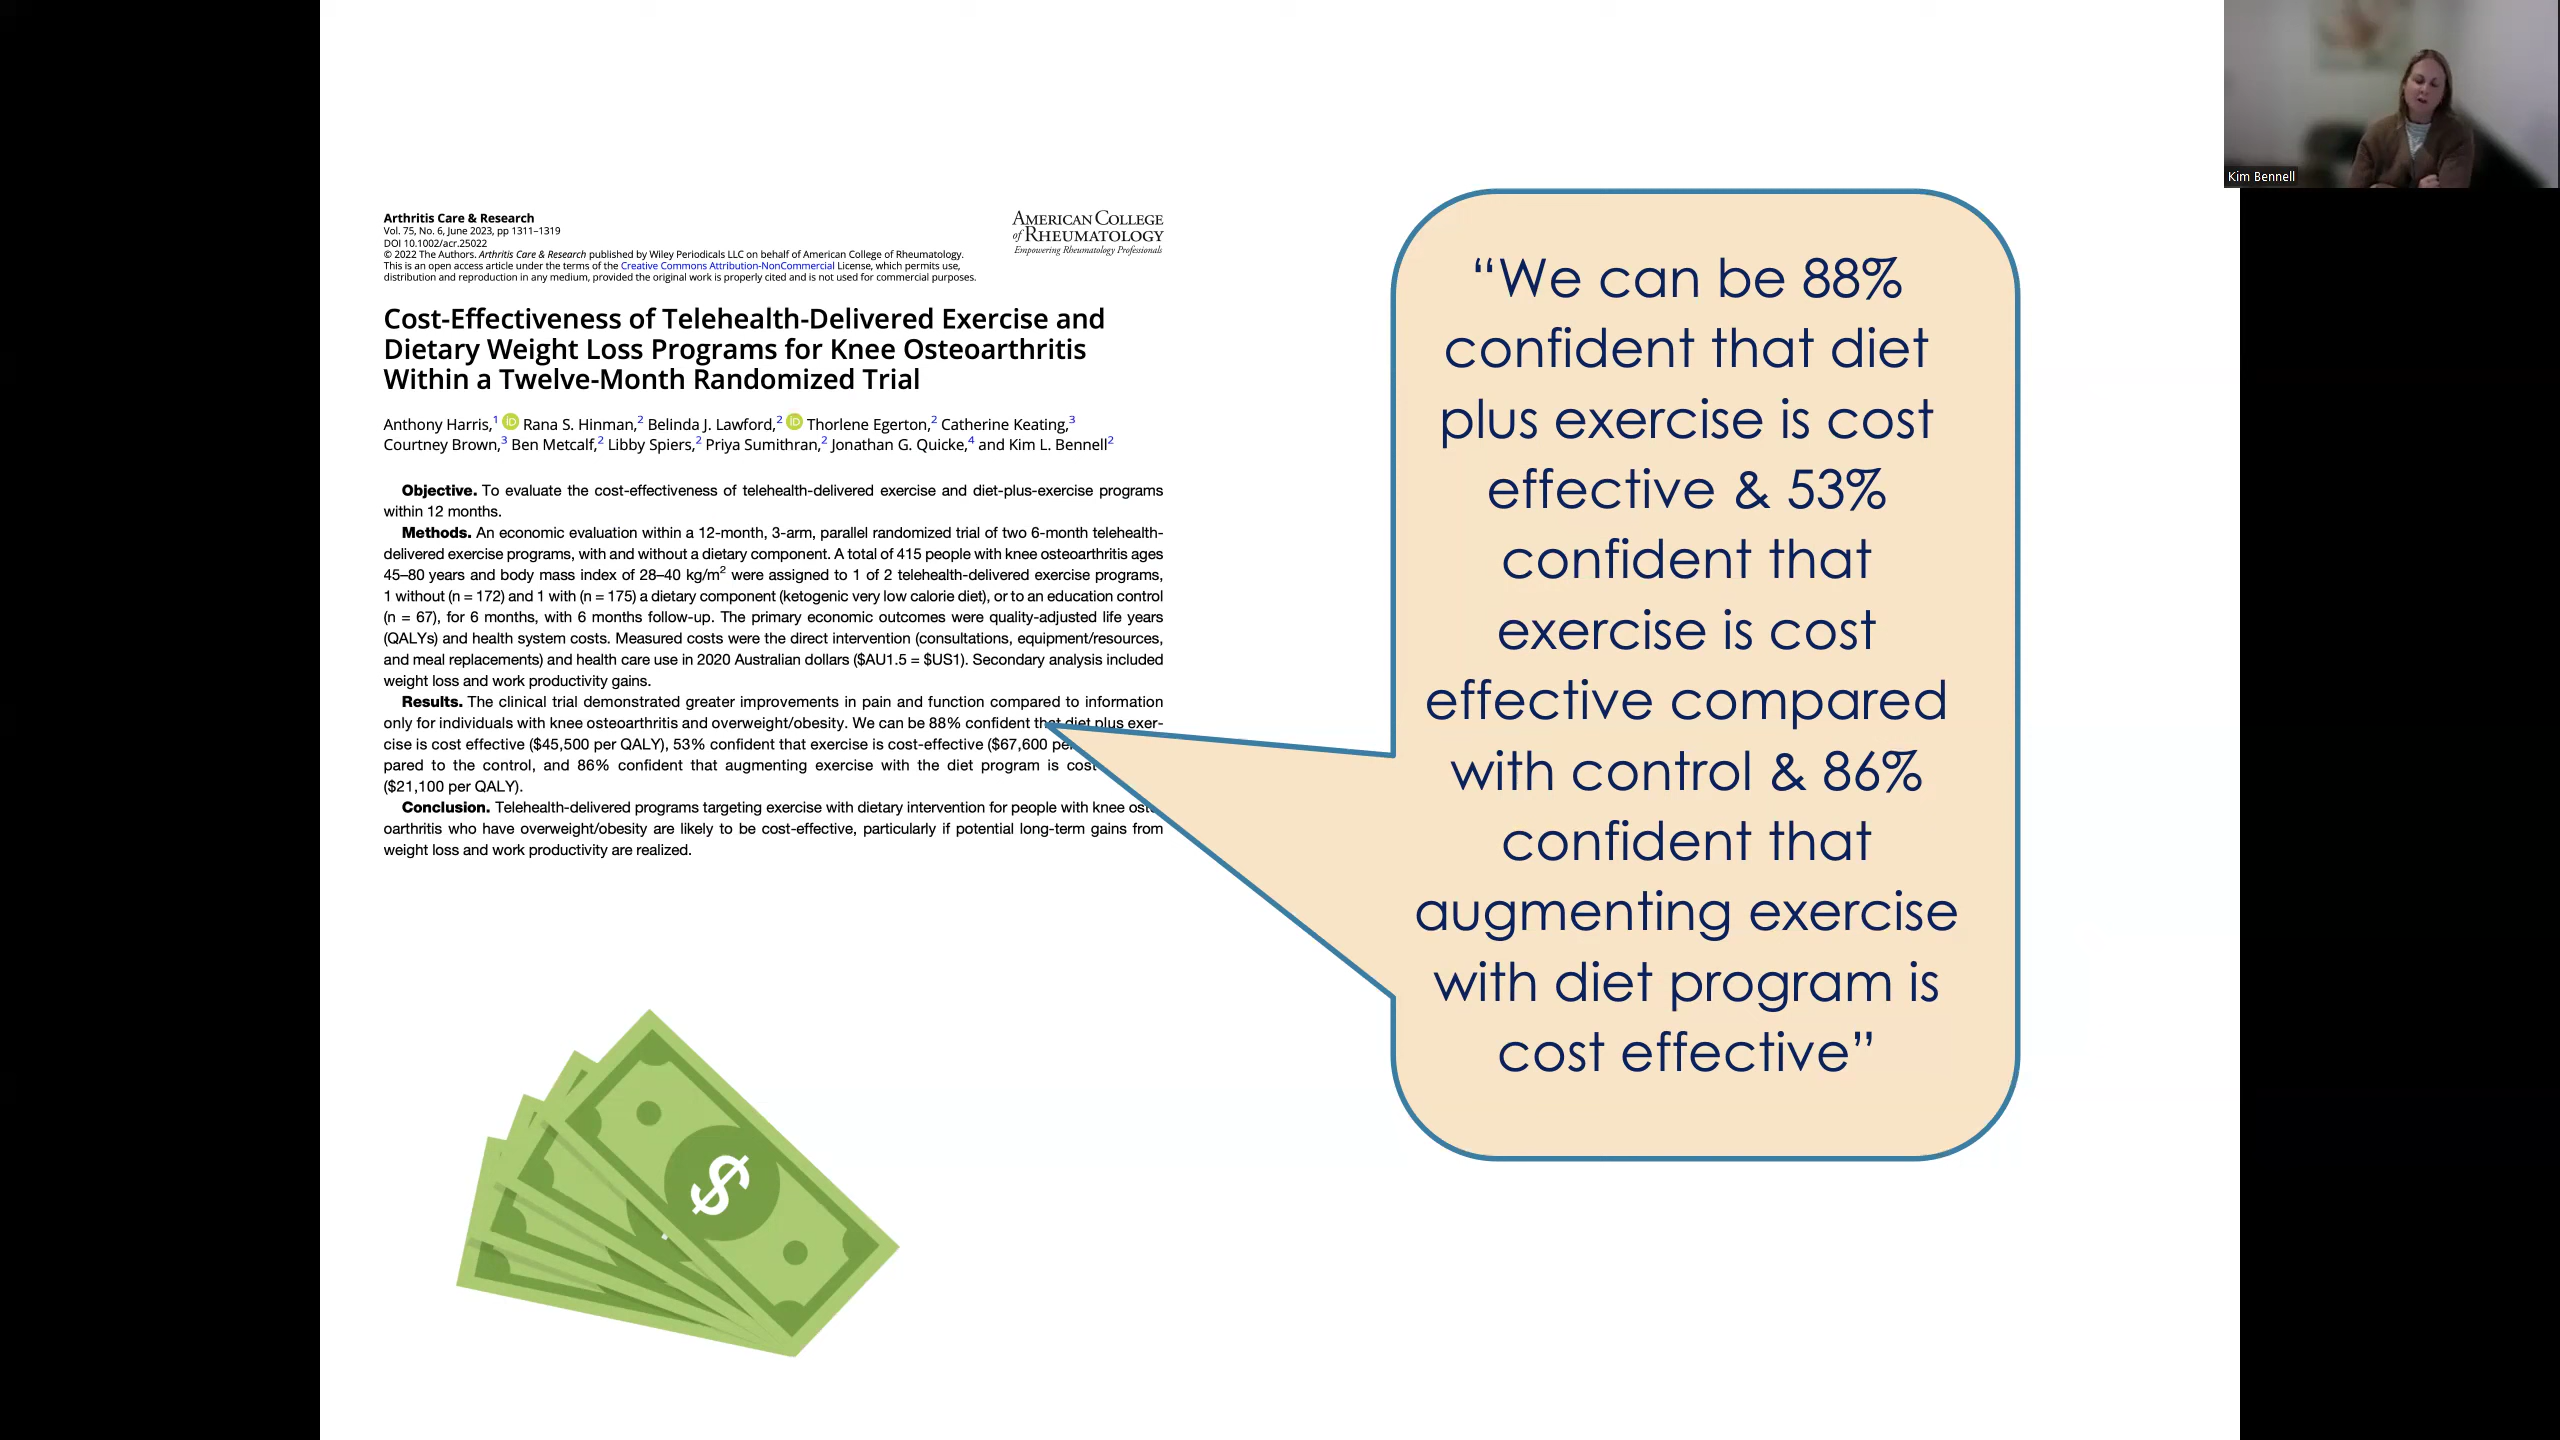 Kim Bennell
Arthritis Care & Research
Vol. 75, No. 6, June 2023, pp 1311–1319
DOI 10.1002/acr.25022
© 2022 The Authors. Arthritis Care & Research published by Wiley Periodicals LLC on behalf of American College of Rheumatology.
This is an open access article under the terms of the Creative Commons Attribution-NonCommercial License, which permits use,
distribution and reproduction in any medium, provided the original work is properly cited and is not used for commercial purposes.
AMERICAN COLLEGE
of RHEUMATOLOGY
Empowering Rheumatology Professionals
Cost-Effectiveness of Telehealth-Delivered Exercise and
Dietary Weight Loss Programs for Knee Osteoarthritis
Within a Twelve-Month Randomized Trial
Anthony Harris,1 iD Rana S. Hinman,2 Belinda J. Lawford,2 iD Thorlene Egerton,2 Catherine Keating,3
Courtney Brown,3 Ben Metcalf,2 Libby Spiers,2 Priya Sumithran,2 Jonathan G. Quicke,4 and Kim L. Bennell2
Objective. To evaluate the cost-effectiveness of telehealth-delivered exercise and diet-plus-exercise programs
within 12 months.
Methods. An economic evaluation within a 12-month, 3-arm, parallel randomized trial of two 6-month telehealth-
delivered exercise programs, with and without a dietary component. A total of 415 people with knee osteoarthritis ages
45–80 years and body mass index of 28–40 kg/m2 were assigned to 1 of 2 telehealth-delivered exercise programs,
1 without (n = 172) and 1 with (n = 175) a dietary component (ketogenic very low calorie diet), or to an education control
(n = 67), for 6 months, with 6 months follow-up. The primary economic outcomes were quality-adjusted life years
(QALYs) and health system costs. Measured costs were the direct intervention (consultations, equipment/resources,
and meal replacements) and health care use in 2020 Australian dollars ($AU1.5 = $US1). Secondary analysis included
weight loss and work productivity gains.
Results. The clinical trial demonstrated greater improvements in pain and function compared to information
only for individuals with knee osteoarthritis and overweight/obesity. We can be 88% confident that diet plus exer-
cise is cost effective ($45,500 per QALY), 53% confident that exercise is cost-effective ($67,600 per
pared to the control, and 86% confident that augmenting exercise with the diet program is cost
($21,100 per QALY).
Conclusion. Telehealth-delivered programs targeting exercise with dietary intervention for people with knee oste-
oarthritis who have overweight/obesity are likely to be cost-effective, particularly if potential long-term gains from
weight loss and work productivity are realized.
“We can be 88%
confident that diet
plus exercise is cost
effective & 53%
confident that
exercise is cost
effective compared
with control & 86%
confident that
augmenting exercise
with diet program is
cost effective”
$